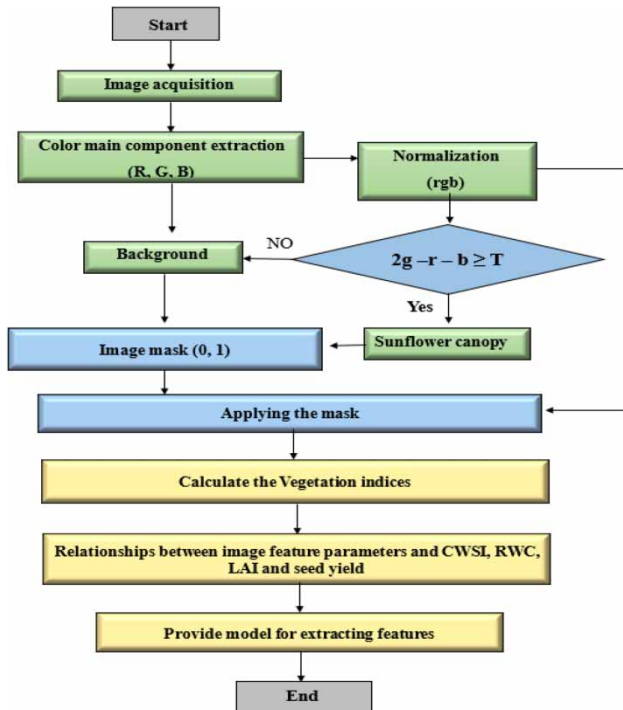 Start
Image acquisition
Color main component extraction
(R, G, B)
Normalization
(rgb)
Background
NO
2g –r – b ≥ T
Yes
Sunflower canopy
Image mask (0, 1)
Applying the mask
Calculate the Vegetation indices
Relationships between image feature parameters and CWSI, RWC,
LAI and seed yield
Provide model for extracting features
End